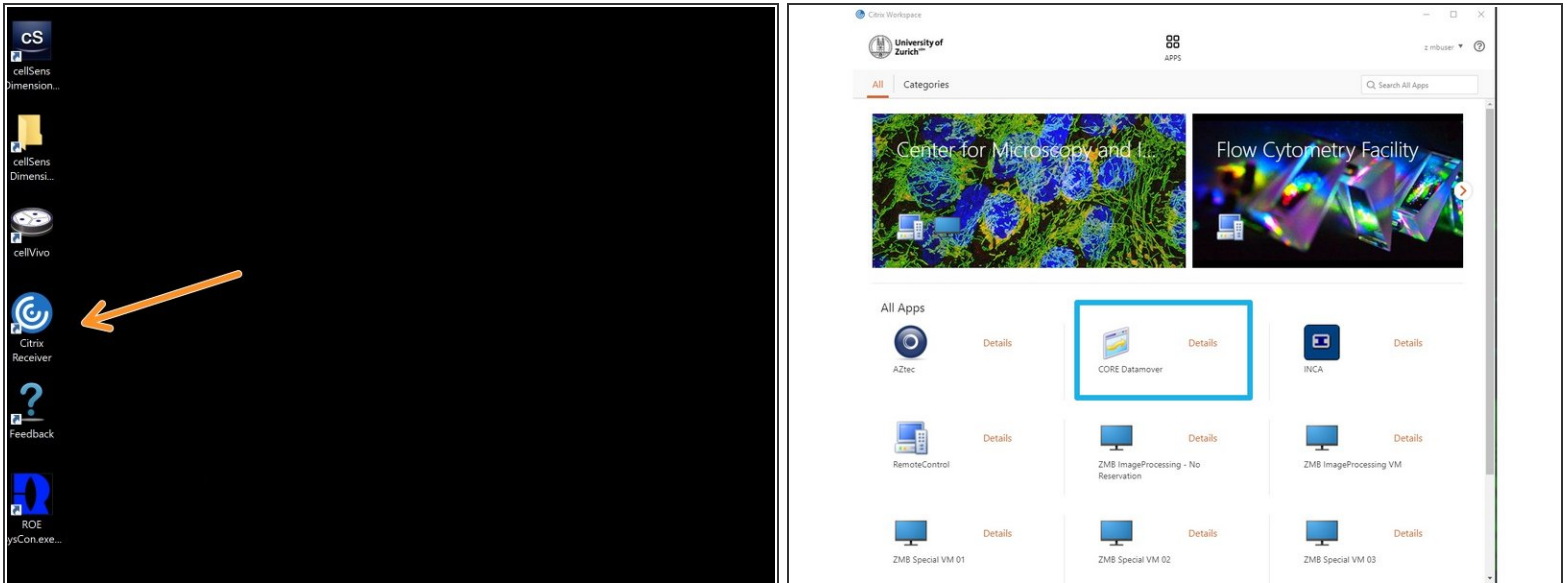 cS
cellSens
Dimension...
cellSens
Dimensi...
cellVivo
Citrix
Receiver
?
Feedback
ROE
ysCon.exe...
Citrix Workspace
University of
Zurich
APPS
z mbuser
?
All Categories
Search All Apps
Center for Microscopy and I...
Flow Cytometry Facility
All Apps
Details
AZtec
Details
CORE Datamover
Details
INCA
Details
RemoteControl
Details
ZMB ImageProcessing - No
Reservation
Details
ZMB ImageProcessing VM
Details
ZMB Special VM 01
Details
ZMB Special VM 02
Details
ZMB Special VM 03